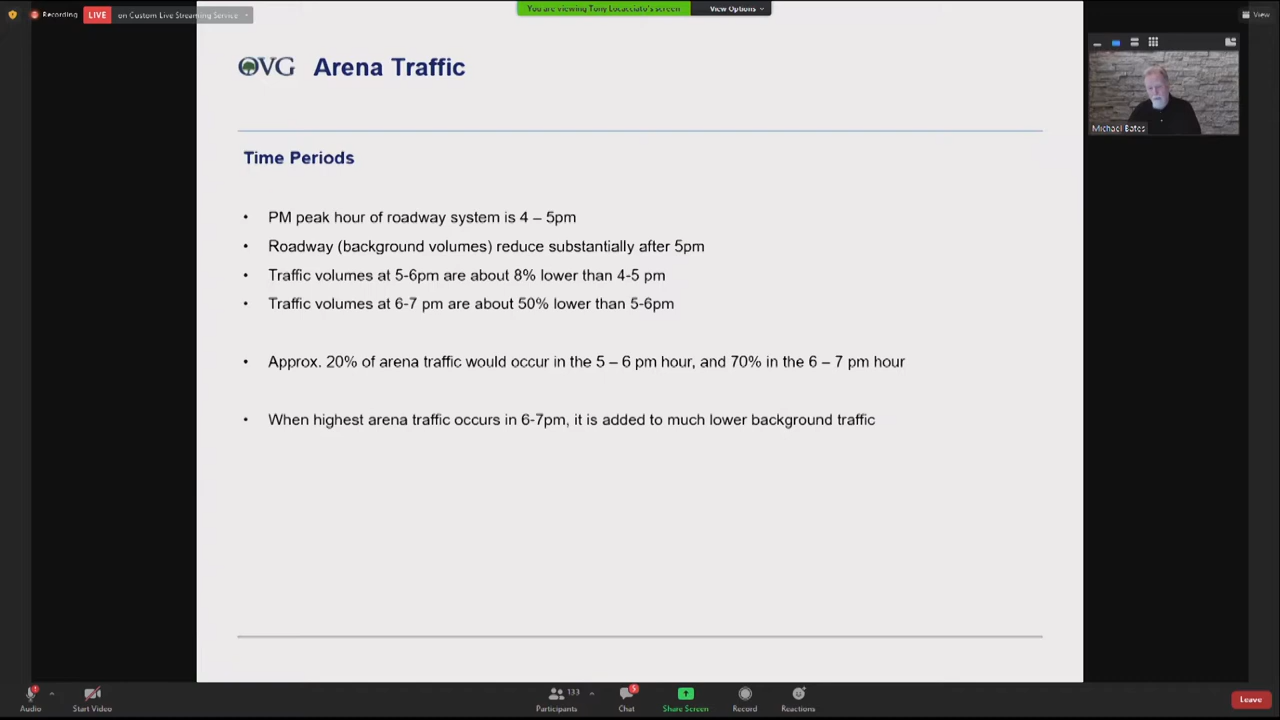 Recording
LIVE
on Custom Live Streaming Service
You are viewing Tony Locacciato's screen
View Options
View
OVG Arena Traffic
Michael Bates
Time Periods
• PM peak hour of roadway system is 4 – 5pm
• Roadway (background volumes) reduce substantially after 5pm
• Traffic volumes at 5-6pm are about 8% lower than 4-5 pm
• Traffic volumes at 6-7 pm are about 50% lower than 5-6pm
• Approx. 20% of arena traffic would occur in the 5 – 6 pm hour, and 70% in the 6 – 7 pm hour
• When highest arena traffic occurs in 6-7pm, it is added to much lower background traffic
133
5
Audio
Start Video
Participants
Chat
Share Screen
Record
Reactions
Leave